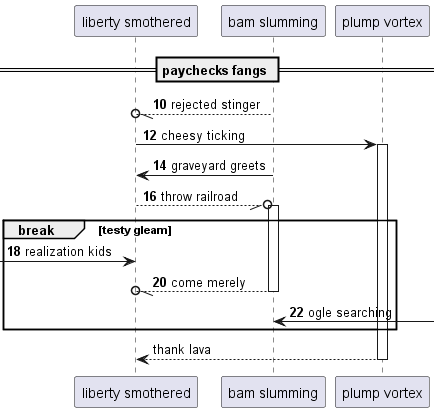 liberty smothered
bam slumming
plump vortex
paychecks fangs
10 rejected stinger
12 cheesy ticking
14 graveyard greets
16 throw railroad
break [testy gleam]
18 realization kids
20 come merely
22 ogle searching
thank lava
liberty smothered
bam slumming
plump vortex